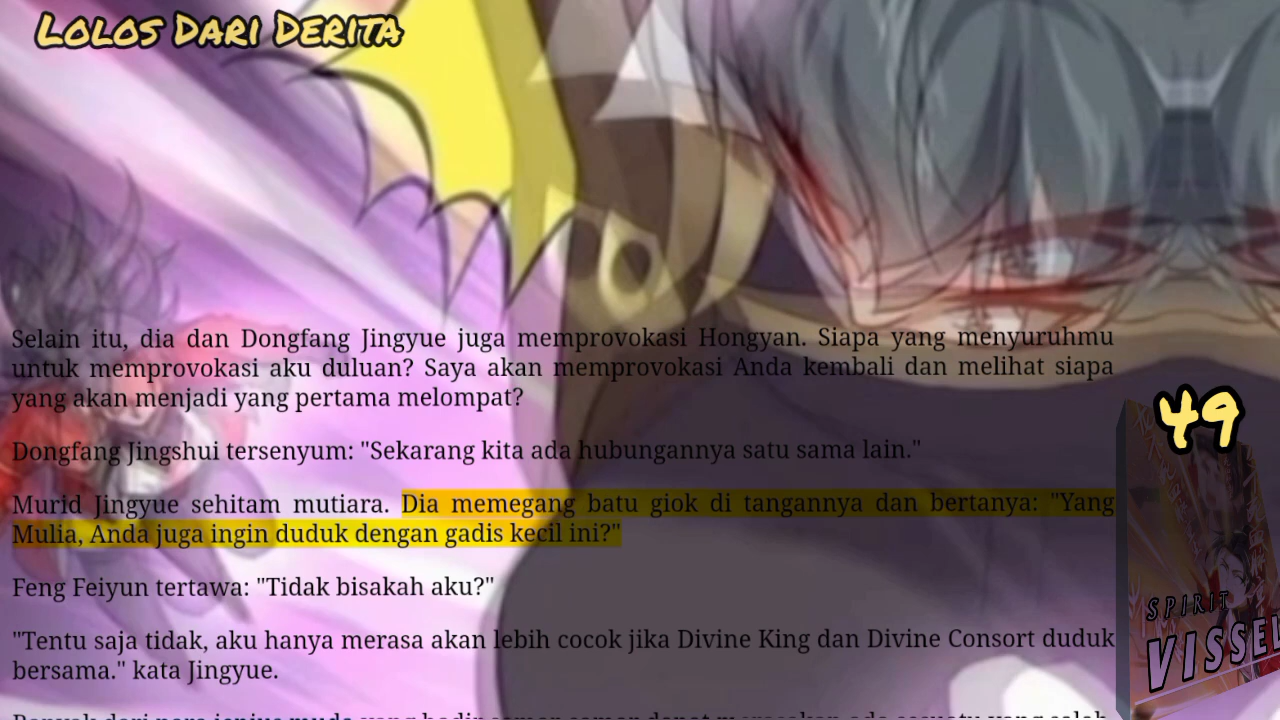 Lolos Dari Derita
Selain itu, dia dan Dongfang Jingyue juga memprovokasi Hongyan. Siapa yang menyuruhmu
untuk memprovokasi aku duluan? Saya akan memprovokasi Anda kembali dan melihat siapa
yang akan menjadi yang pertama melompat?
Dongfang Jingshui tersenyum: "Sekarang kita ada hubungannya satu sama lain."
Murid Jingyue sehitam mutiara. Dia memegang batu giok di tangannya dan bertanya: "Yang
Mulia, Anda juga ingin duduk dengan gadis kecil ini?"
Feng Feiyun tertawa: "Tidak bisakah aku?"
"Tentu saja tidak, aku hanya merasa akan lebih cocok jika Divine King dan Divine Consort duduk
bersama." kata Jingyue.
49
SPIRIT
VISSEL